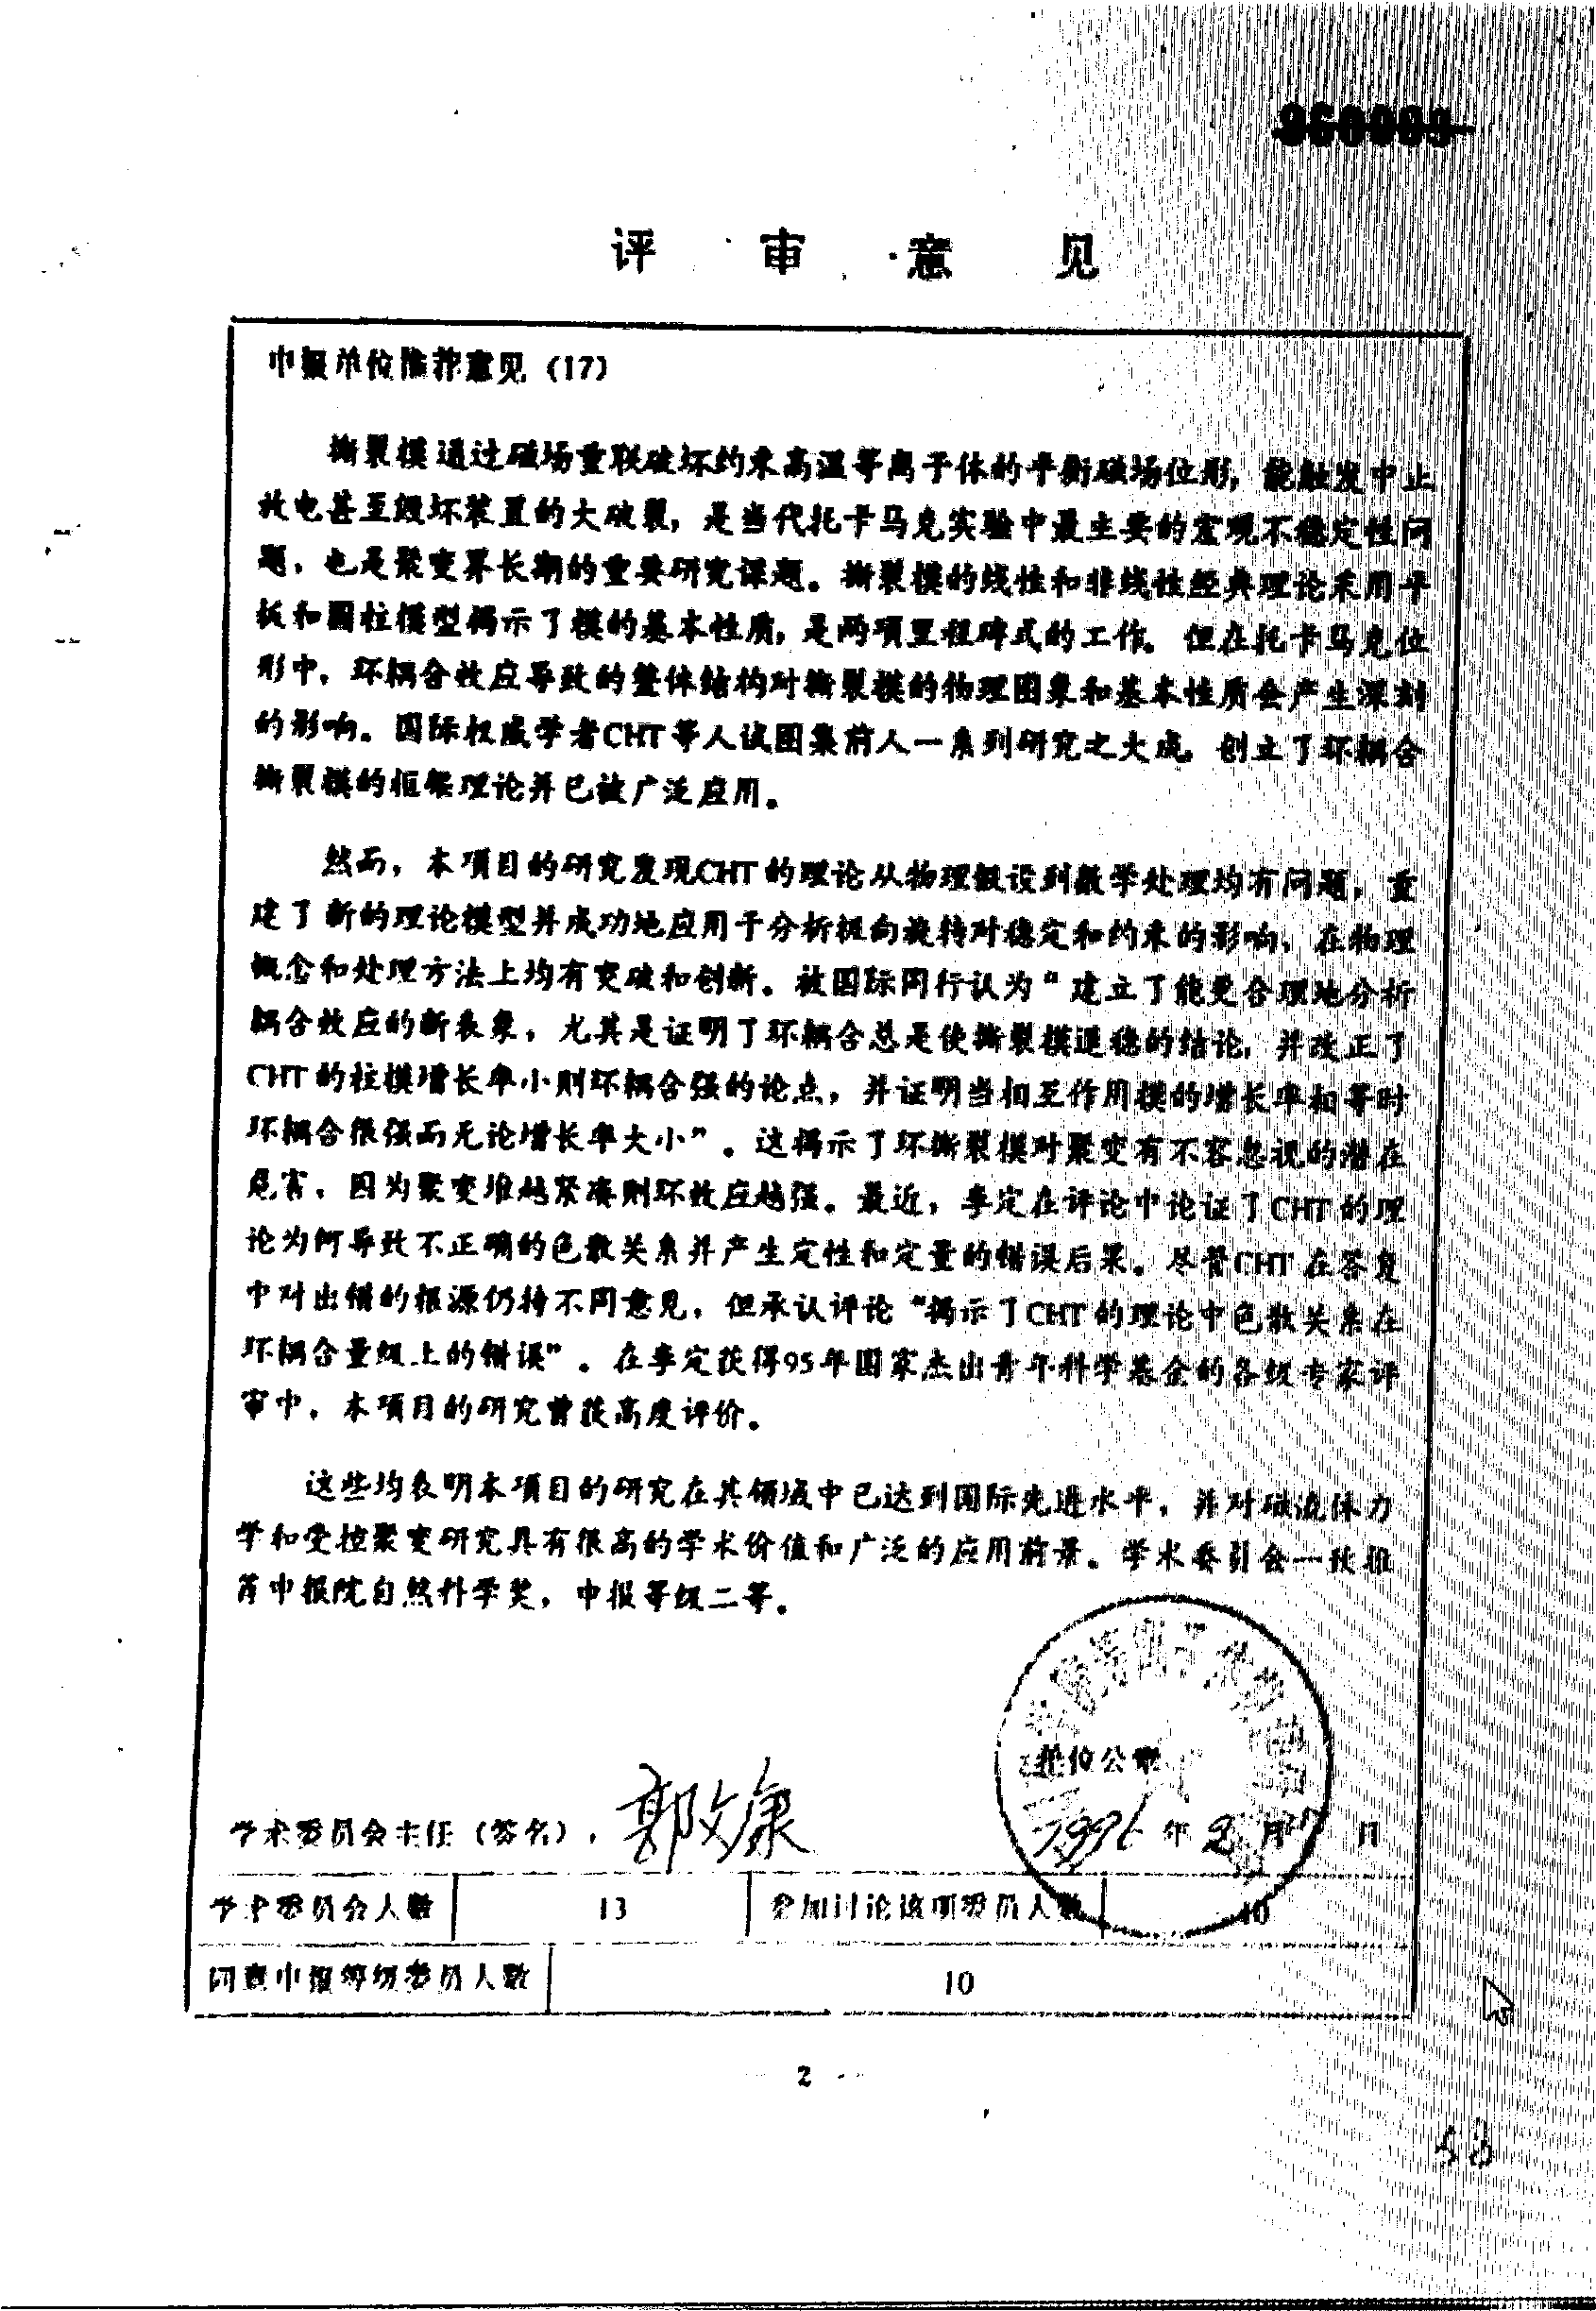 960009
评审意见
申报单位推荐意见（17）
撕裂模通过磁场重联破坏约束高温等离子体的平衡磁场位形，能触发中止
放电甚至毁坏装置的大破裂，是当代托卡马克实验中最主要的宏观不稳定性问
题，也是聚变界长期的重要研究课题。撕裂模的线性和非线性经典理论采用平
板和圆柱模型揭示了模的基本性质，是两项里程碑式的工作。但在托卡马克位
形中，环耦合效应导致的整体结构对撕裂模的物理图象和基本性质会产生深刻
的影响。国际权威学者CHT等人试图集前人一系列研究之大成，创立了环耦合
撕裂模的框架理论并已被广泛应用。
然而，本项目的研究发现CHT的理论从物理假设到数学处理均有问题，重
建了新的理论模型并成功地应用于分析极向旋转对稳定和约束的影响，在物理
概念和处理方法上均有突破和创新。被国际同行认为“建立了能更合理地分析
耦合效应的新表象，尤其是证明了环耦合总是使撕裂模退稳的结论，并改正了
CHT的柱模增长率小则环耦合强的论点，并证明当相互作用模的增长率相等时
环耦合很强而无论增长率大小”。这揭示了环撕裂模对聚变有不容忽视的潜在
危害，因为聚变堆越紧凑则环效应越强。最近，李定在评论中论证了CHT的理
论为何导致不正确的色散关系并产生定性和定量的错误后果。尽管CHT在答复
中对出错的根源仍持不同意见，但承认评论“揭示了CHT的理论中色散关系在
环耦合量级上的错误”。在李定获得95年国家杰出青年科学基金的各级专家评
审中，本项目的研究曾获高度评价。
这些均表明本项目的研究在其领域中已达到国际先进水平，并对磁流体力
学和受控聚变研究具有很高的学术价值和广泛的应用前景。学术委员会一致推
荐申报院自然科学奖，申报等级二等。
单位公章
学术委员会主任（签名）：郭文康 1996年2月 日
学术委员会人数 13 参加讨论该项委员人数 10
同意申报等级委员人数 10
2
58